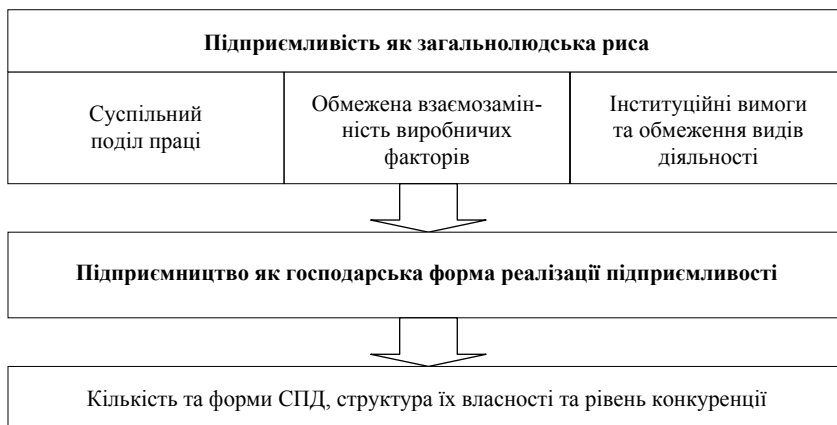 Підприємливість як загальнолюдська риса
Суспільний
поділ праці
Обмежена взаємозамін-
ність виробничих
факторів
Інституційні вимоги
та обмеження видів
діяльності
Підприємництво як господарська форма реалізації підприємливості
Кількість та форми СПД, структура їх власності та рівень конкуренції